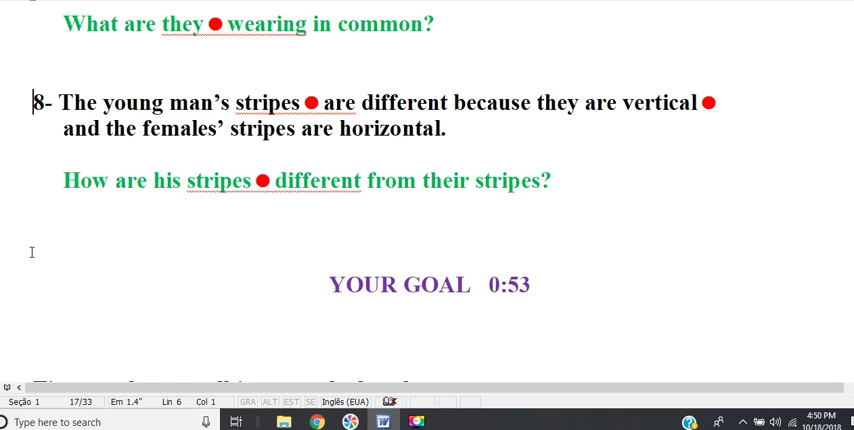 What are they ● wearing in common?
8- The young man’s stripes ● are different because they are vertical ●
and the females’ stripes are horizontal.
How are his stripes ● different from their stripes?
YOUR GOAL 0:53
Seção 1 17/33 Em 1.4" Lin 6 Col 1 GRA ALT EST SE Inglês (EUA)
Type here to search
4:50 PM
10/18/2018